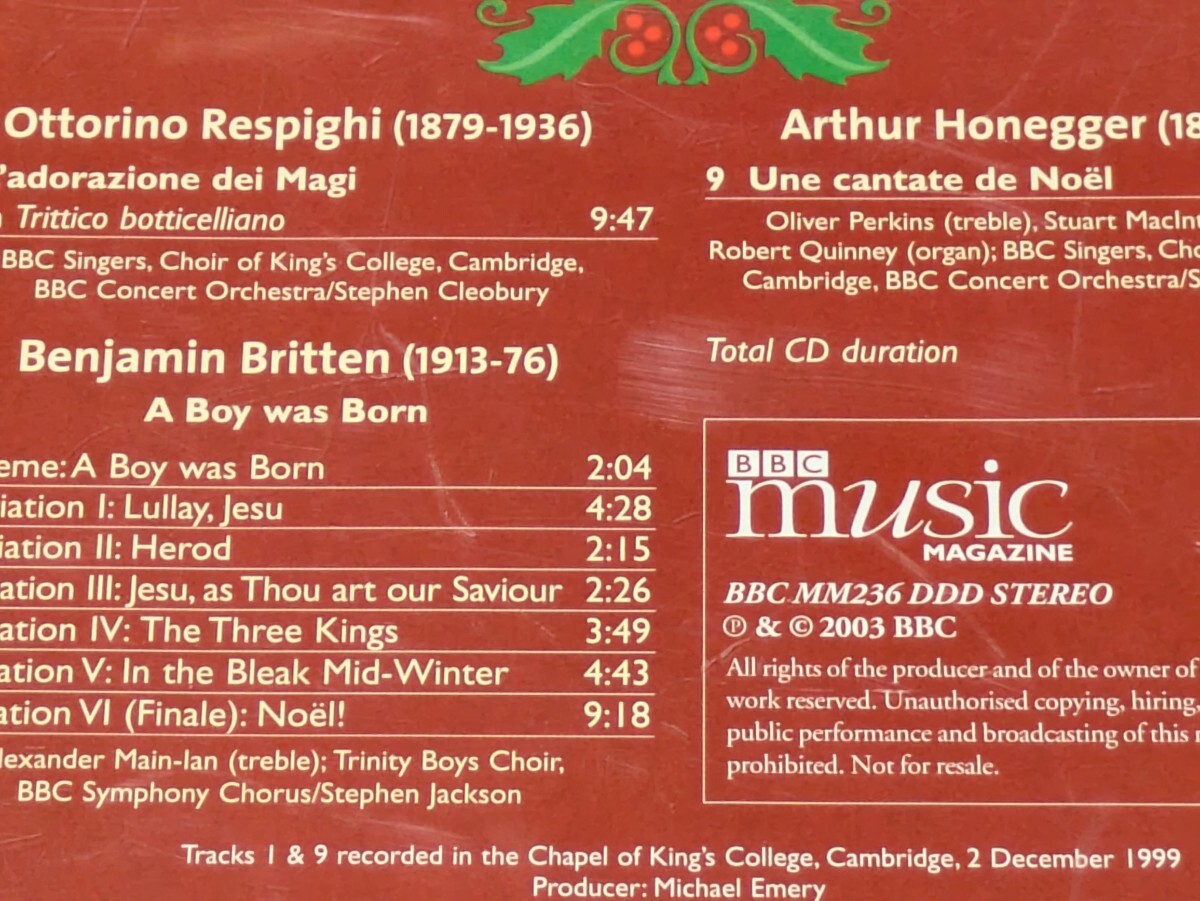 Ottorino Respighi (1879-1936)
'adorazione dei Magi
Trittico botticelliano 9:47
BBC Singers, Choir of King's College, Cambridge,
BBC Concert Orchestra/Stephen Cleobury
Benjamin Britten (1913-76)
A Boy was Born
eme: A Boy was Born 2:04
iation I: Lullay, Jesu 4:28
iation II: Herod 2:15
ation III: Jesu, as Thou art our Saviour 2:26
ation IV: The Three Kings 3:49
ation V: In the Bleak Mid-Winter 4:43
ation VI (Finale): Noël! 9:18
lexander Main-Ian (treble); Trinity Boys Choir,
BBC Symphony Chorus/Stephen Jackson
Arthur Honegger (18
9 Une cantate de Noël
Oliver Perkins (treble), Stuart MacInt
Robert Quinney (organ); BBC Singers, Cho
Cambridge, BBC Concert Orchestra/S
Total CD duration
BBC
music
MAGAZINE
BBC MM236 DDD STEREO
℗ & © 2003 BBC
All rights of the producer and of the owner of
work reserved. Unauthorised copying, hiring,
public performance and broadcasting of this r
prohibited. Not for resale.
Tracks 1 & 9 recorded in the Chapel of King's College, Cambridge, 2 December 1999
Producer: Michael Emery